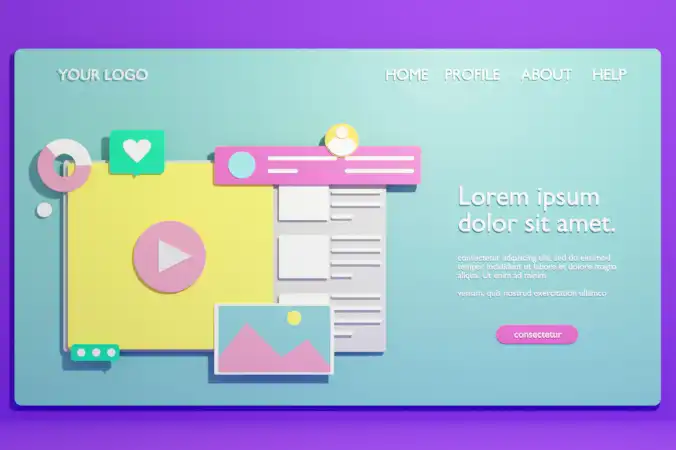 YOUR LOGO
HOME PROFILE ABOUT HELP
Lorem ipsum
dolor sit amet.
consectetur adipiscing elit, sed do eiusmod
tempor incididunt ut labore et dolore magna
aliqua. Ut enim ad minim
veniam, quis nostrud exercitation ullamco
consectetur